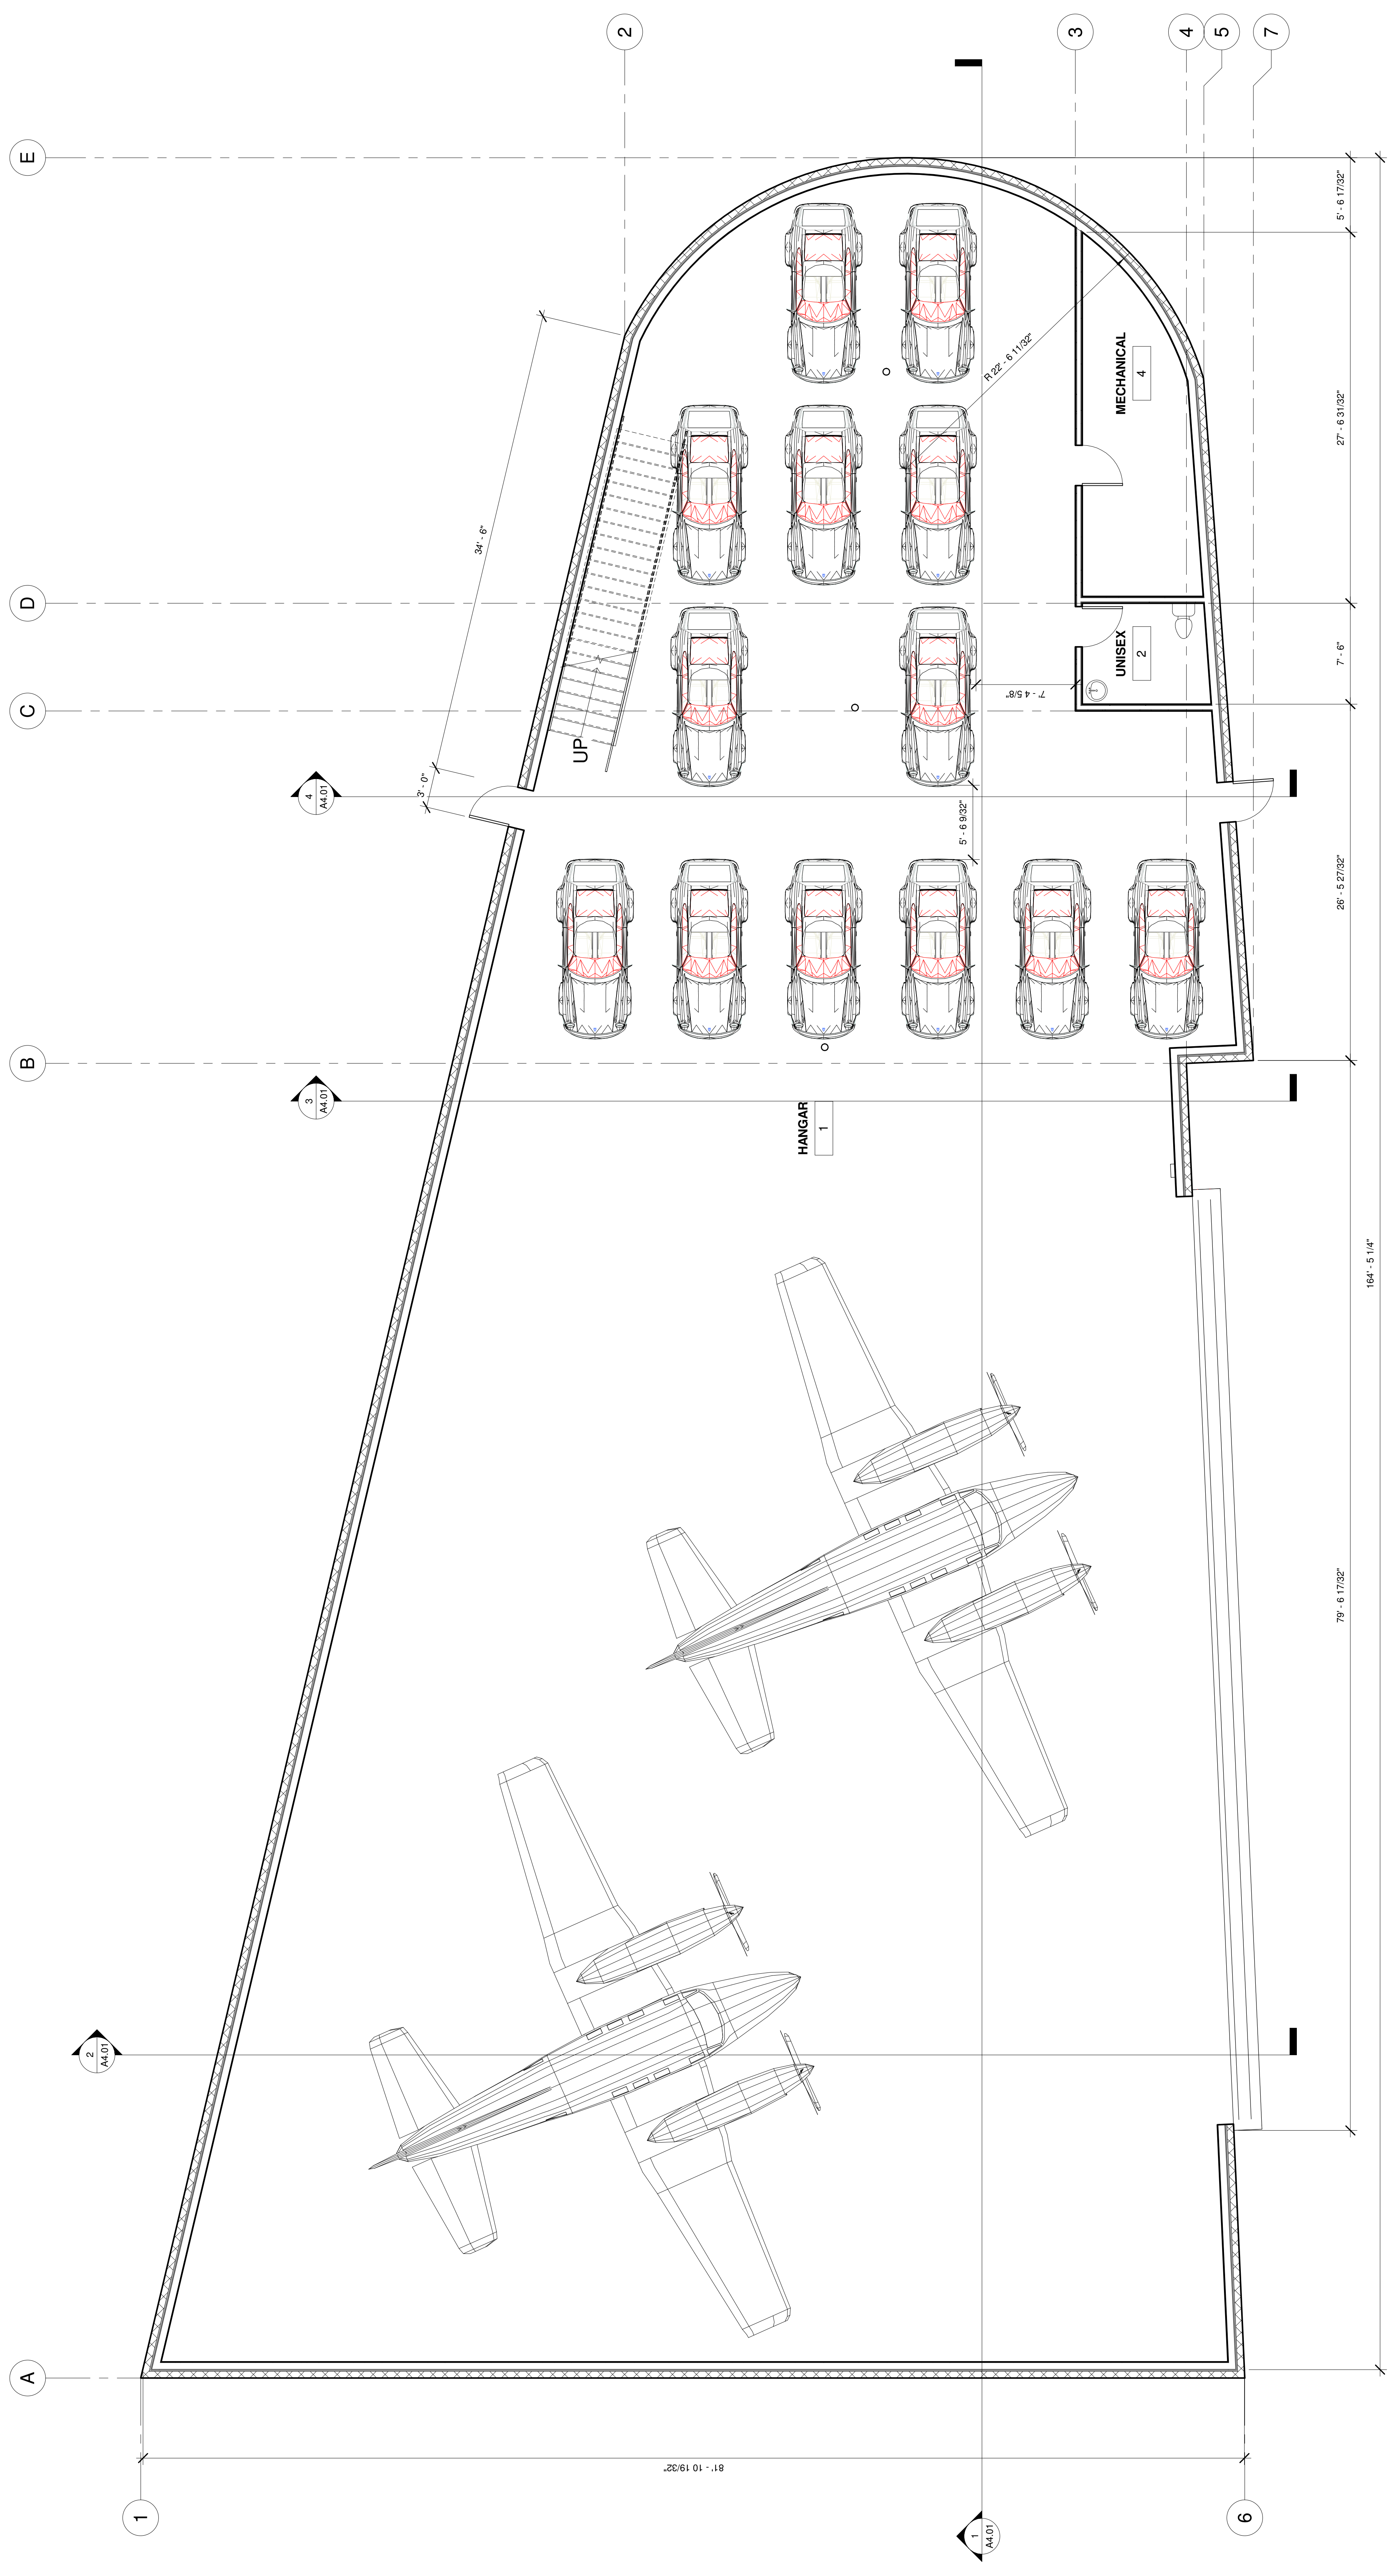 E
D
C
B
A
2
3
4
5
7
1
6
5' - 6 17/32"
27' - 6 31/32"
7' - 6"
26' - 5 27/32"
79' - 6 17/32"
164' - 5 1/4"
81' - 10 19/32"
34' - 6"
3' - 0"
R 22' - 6 11/32"
7' - 4 5/8"
5' - 6 9/32"
MECHANICAL
4
UNISEX
2
UP
HANGAR
1
4
A4.01
3
A4.01
2
A4.01
1
A4.01